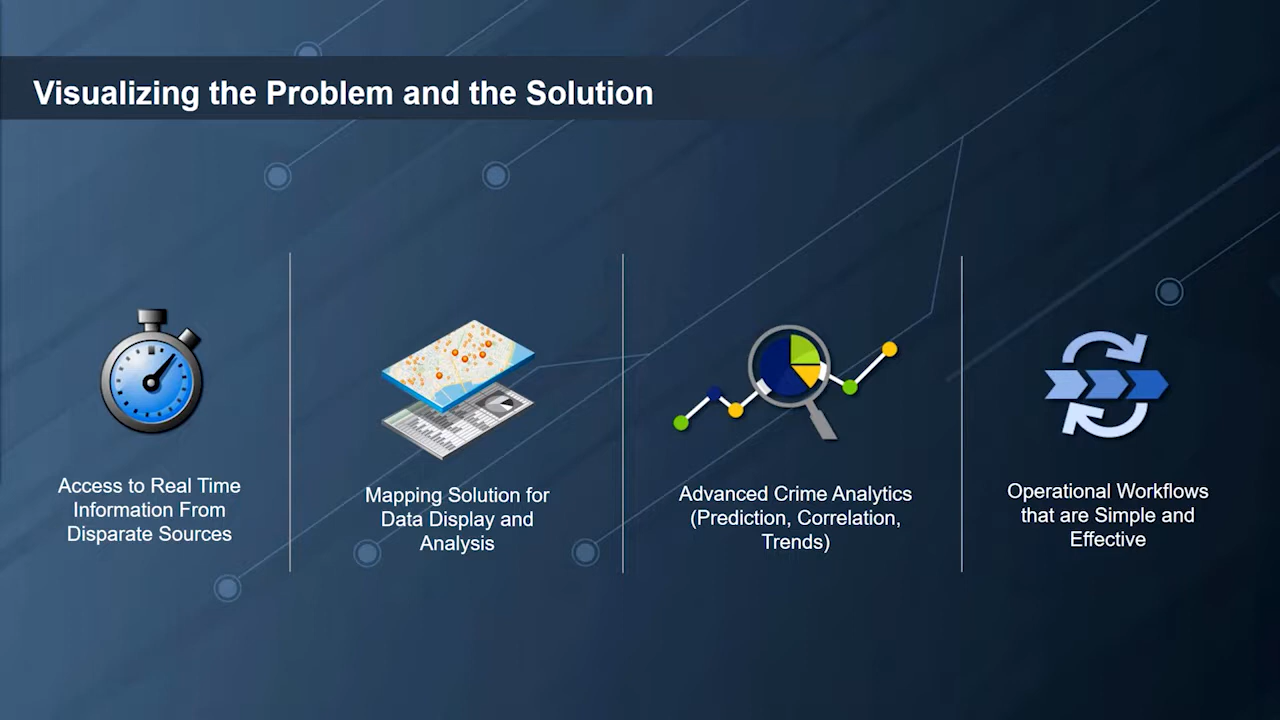 Visualizing the Problem and the Solution
Access to Real Time
Information From
Disparate Sources
Mapping Solution for
Data Display and
Analysis
Advanced Crime Analytics
(Prediction, Correlation,
Trends)
Operational Workflows
that are Simple and
Effective